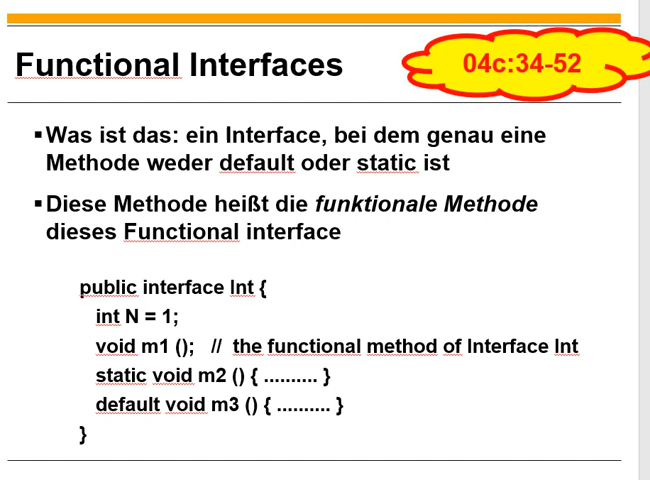 Functional Interfaces
04c:34-52
▪Was ist das: ein Interface, bei dem genau eine
Methode weder default oder static ist
▪Diese Methode heißt die funktionale Methode
dieses Functional interface
public interface Int {
int N = 1;
void m1 (); // the functional method of Interface Int
static void m2 () { .......... }
default void m3 () { .......... }
}